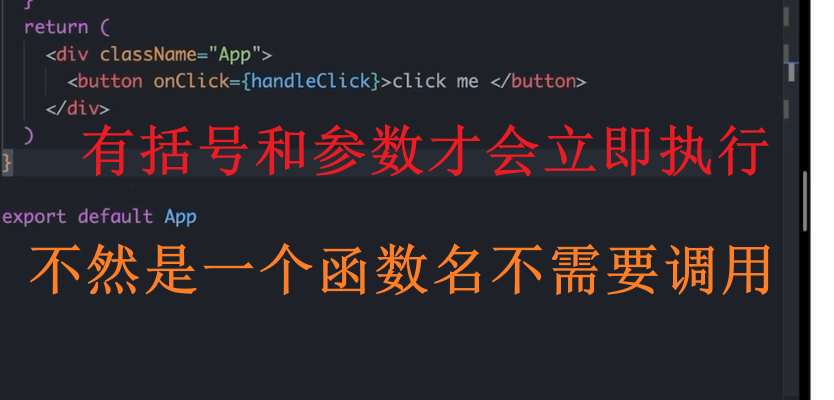 }
return (
<div className="App">
<button onClick={handleClick}>click me </button>
</div>
)
有括号和参数才会立即执行
}
export default App
不然是一个函数名不需要调用